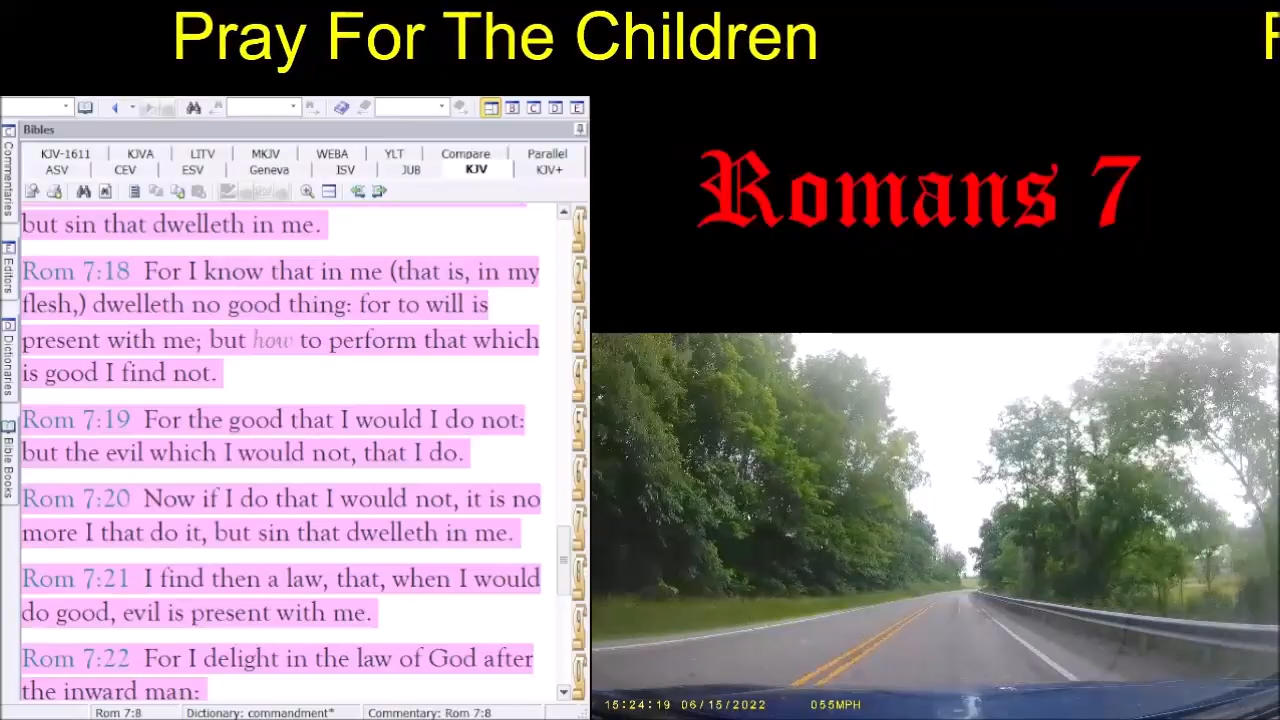 Pray For The Children
Bibles
KJV-1611 KJVA LITV MKJV WEBA YLT Compare Parallel
ASV CEV ESV Geneva ISV JUB KJV KJV+
Commentaries
Editors
Dictionaries
Bible Books
but sin that dwelleth in me.
Rom 7:18 For I know that in me (that is, in my
flesh,) dwelleth no good thing: for to will is
present with me; but how to perform that which
is good I find not.
Rom 7:19 For the good that I would I do not:
but the evil which I would not, that I do.
Rom 7:20 Now if I do that I would not, it is no
more I that do it, but sin that dwelleth in me.
Rom 7:21 I find then a law, that, when I would
do good, evil is present with me.
Rom 7:22 For I delight in the law of God after
the inward man:
Rom 7:8 Dictionary: commandment* Commentary: Rom 7:8
Romans 7
15:24:19 06/15/2022 055MPH